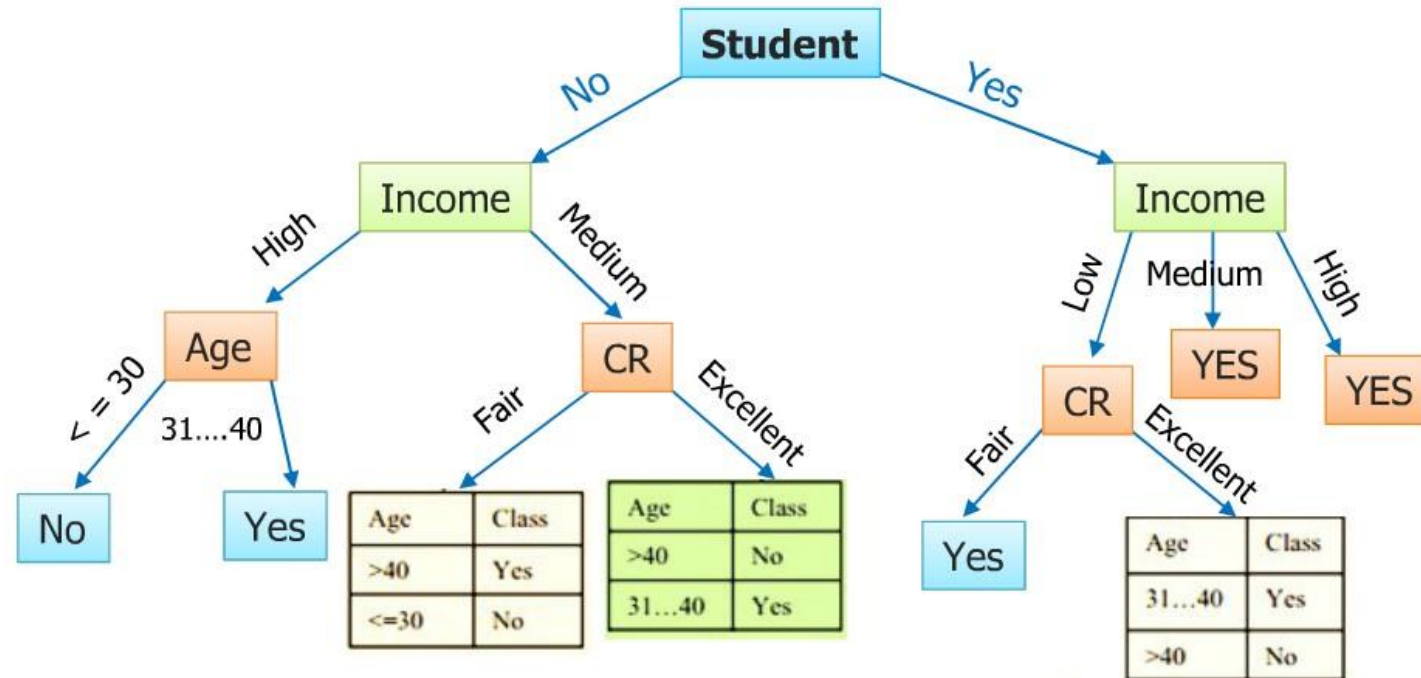 Student
No
Yes
Income
Income
High
Medium
Low
Medium
High
Age
CR
YES
YES
CR
< = 30
31....40
Fair
Excellent
Fair
Excellent
No
Yes
Age Class
>40 Yes
<=30 No
Age Class
>40 No
31...40 Yes
Yes
Age Class
31...40 Yes
>40 No